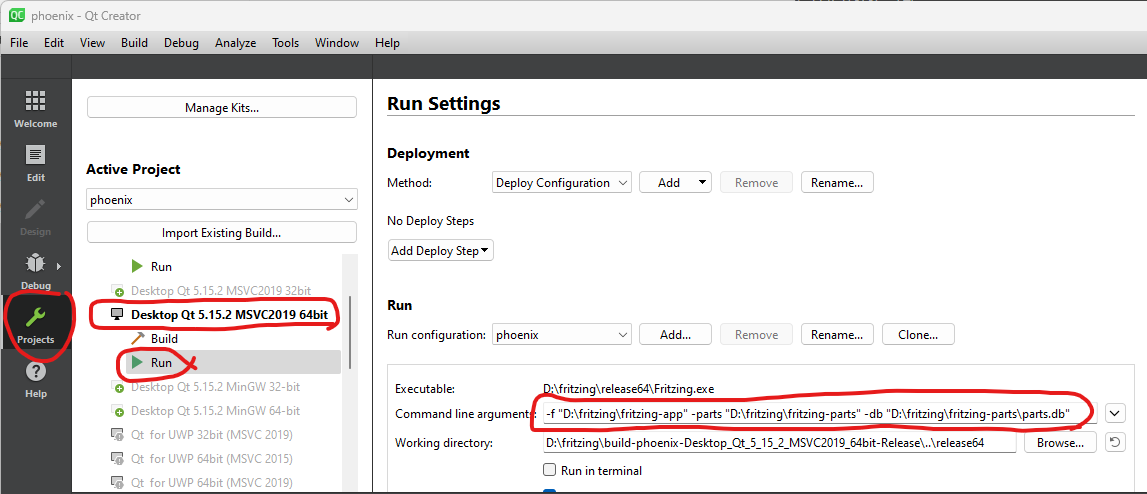 QC phoenix - Qt Creator
File Edit View Build Debug Analyze Tools Window Help
Welcome
Edit
Design
Debug
Projects
Help
Manage Kits...
Active Project
phoenix
Import Existing Build...
Run
Desktop Qt 5.15.2 MSVC2019 32bit
Desktop Qt 5.15.2 MSVC2019 64bit
Build
Run
Desktop Qt 5.15.2 MinGW 32-bit
Desktop Qt 5.15.2 MinGW 64-bit
Qt for UWP 32bit (MSVC 2019)
Qt for UWP 64bit (MSVC 2015)
Qt for UWP 64bit (MSVC 2019)
Run Settings
Deployment
Method: Deploy Configuration Add Remove Rename...
No Deploy Steps
Add Deploy Step
Run
Run configuration: phoenix Add... Remove Rename... Clone...
Executable: D:\fritzing\release64\Fritzing.exe
Command line arguments: -f "D:\fritzing\fritzing-app" -parts "D:\fritzing\fritzing-parts" -db "D:\fritzing\fritzing-parts\parts.db"
Working directory: D:\fritzing\build-phoenix-Desktop_Qt_5_15_2_MSVC2019_64bit-Release\..\release64 Browse...
Run in terminal